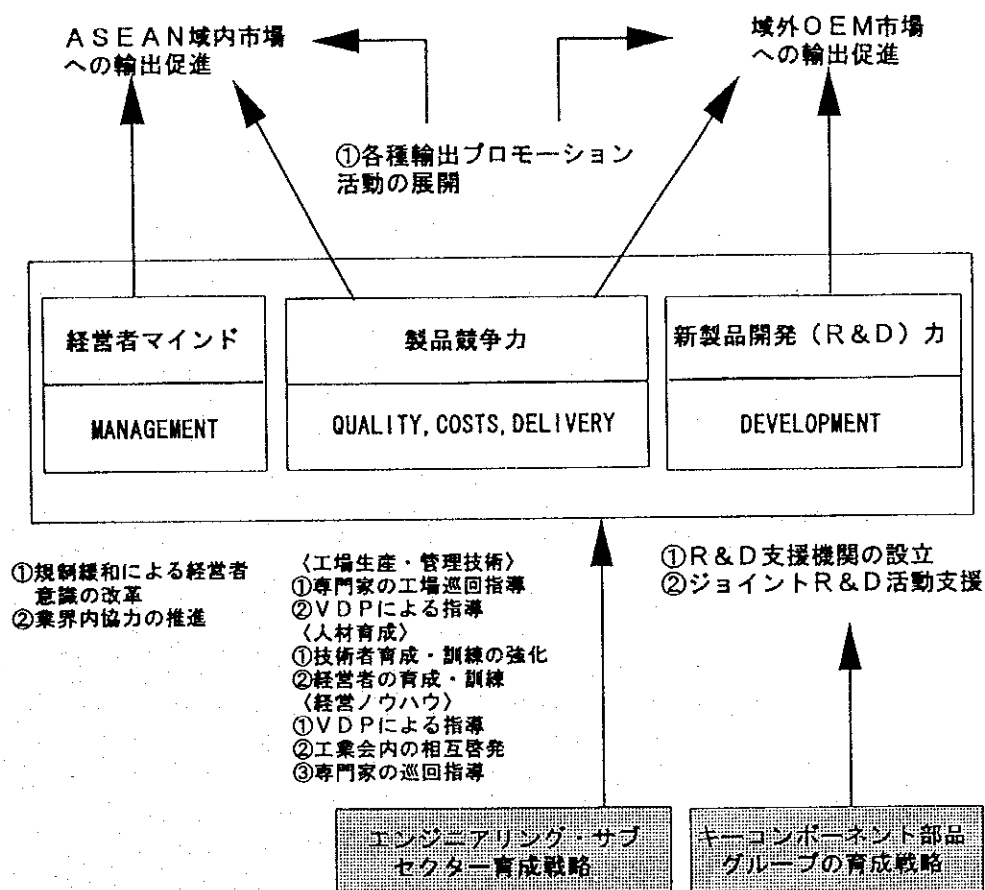 ASEAN域内市場
への輸出促進
域外OEM市場
への輸出促進
①各種輸出プロモーション
活動の展開
経営者マインド
MANAGEMENT
製品競争力
QUALITY, COSTS, DELIVERY
新製品開発（R&D）力
DEVELOPMENT
①規制緩和による経営者
意識の改革
②業界内協力の推進
〈工場生産・管理技術〉
①専門家の工場巡回指導
②VDPによる指導
〈人材育成〉
①技術者育成・訓練の強化
②経営者の育成・訓練
〈経営ノウハウ〉
①VDPによる指導
②工業会内の相互啓発
③専門家の巡回指導
①R&D支援機関の設立
②ジョイントR&D活動支援
エンジニアリング・サブ
セクター育成戦略
キーコンポーネント部品
グループの育成戦略